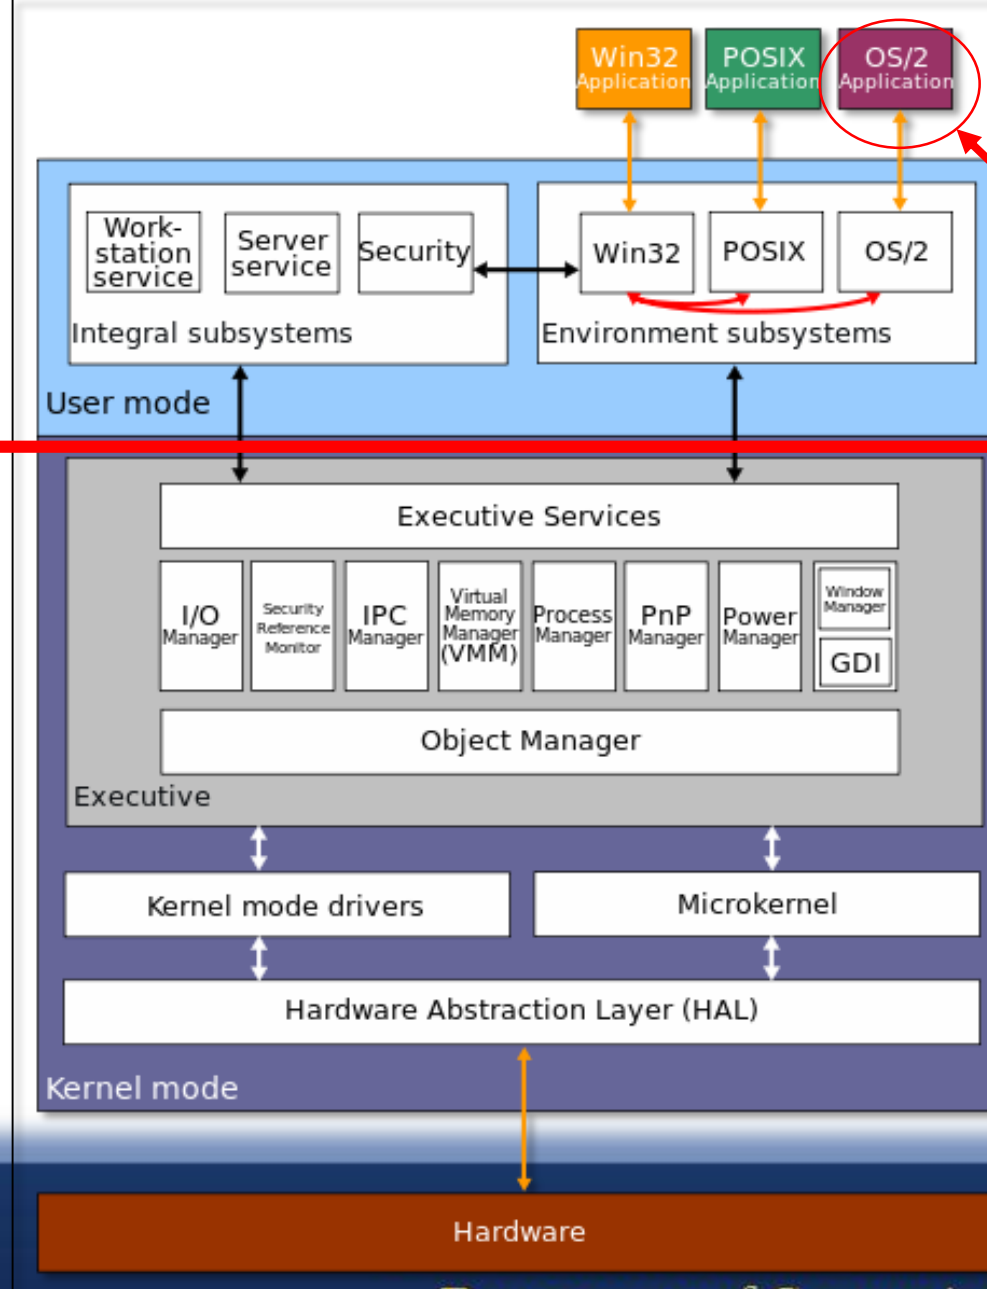 Win32
Application
POSIX
Application
OS/2
Application
Work-
station
service
Server
service
Security
Integral subsystems
Win32
POSIX
OS/2
Environment subsystems
User mode
Executive Services
I/O
Manager
Security
Reference
Monitor
IPC
Manager
Virtual
Memory
Manager
(VMM)
Process
Manager
PnP
Manager
Power
Manager
Window
Manager
GDI
Object Manager
Executive
Kernel mode drivers
Microkernel
Hardware Abstraction Layer (HAL)
Kernel mode
Hardware